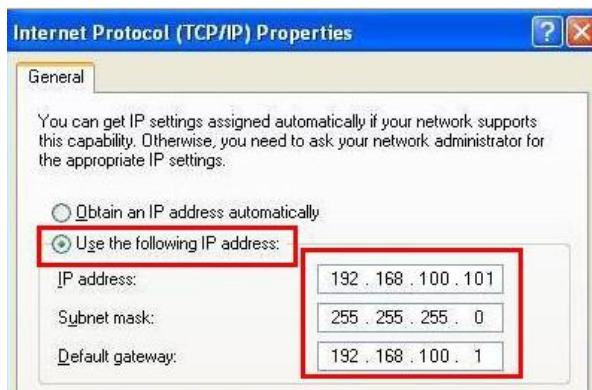 Internet Protocol (TCP/IP) Properties
?
General
You can get IP settings assigned automatically if your network supports
this capability. Otherwise, you need to ask your network administrator for
the appropriate IP settings.
Obtain an IP address automatically
Use the following IP address:
IP address: 192 . 168 . 100 . 101
Subnet mask: 255 . 255 . 255 . 0
Default gateway: 192 . 168 . 100 . 1